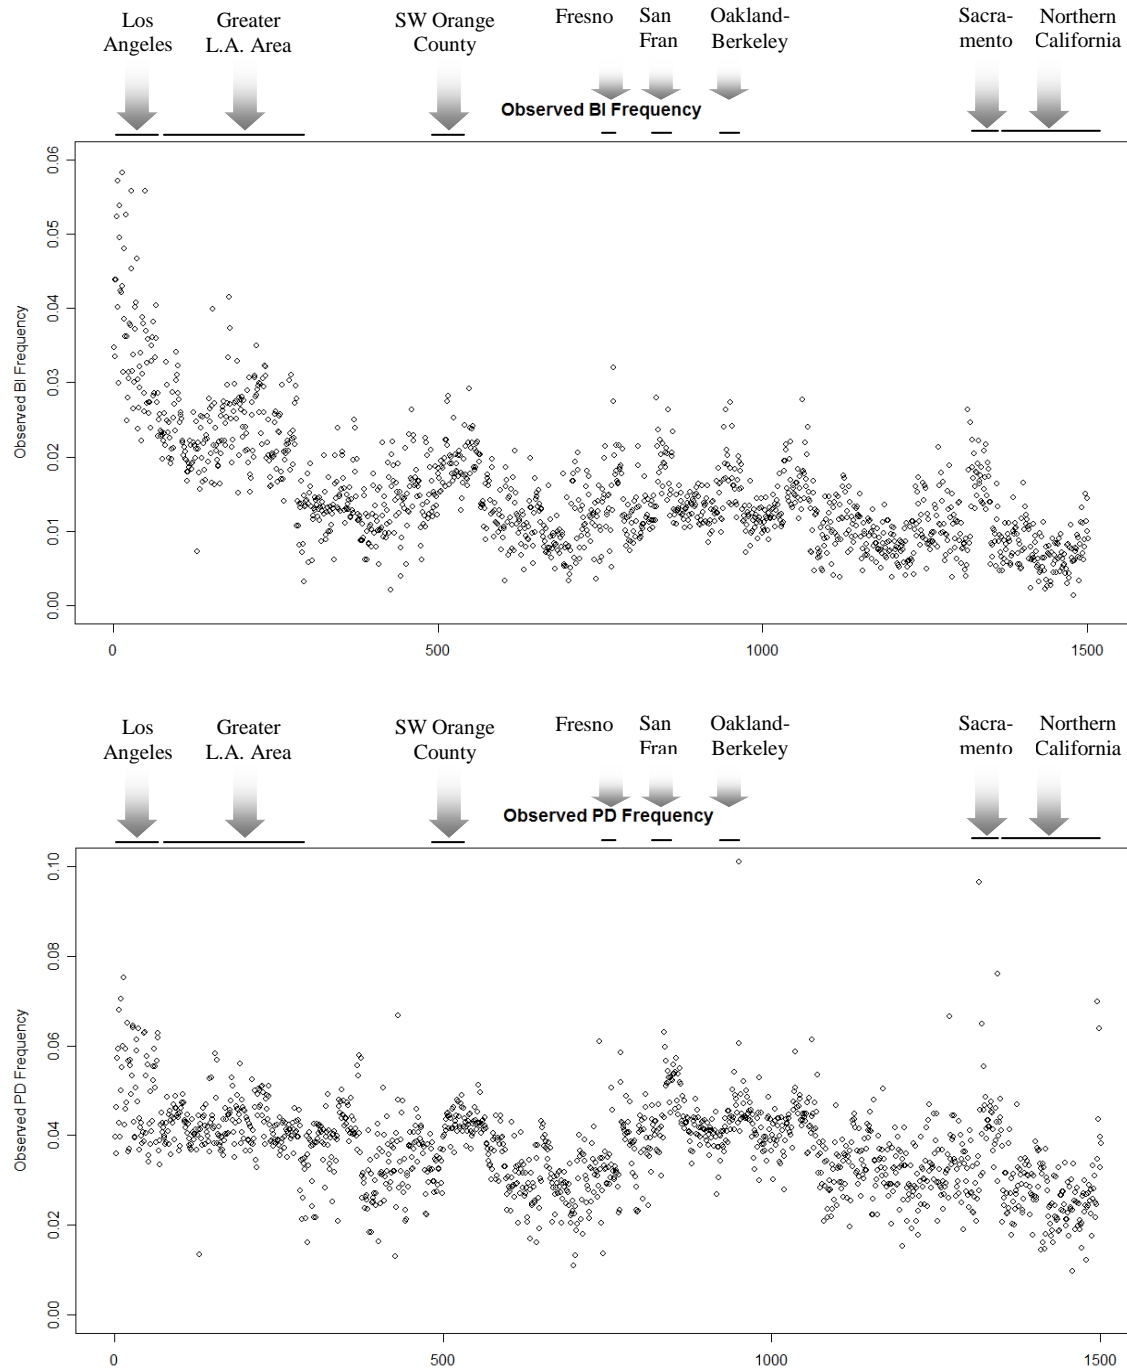 Los Angeles
Greater L.A. Area
SW Orange County
Fresno
San Fran
Oakland-Berkeley
Sacra-mento
Northern California
Observed BI Frequency
Observed BI Frequency
0.06
0.05
0.04
0.03
0.02
0.01
0.00
0
500
1000
1500
Los Angeles
Greater L.A. Area
SW Orange County
Fresno
San Fran
Oakland-Berkeley
Sacra-mento
Northern California
Observed PD Frequency
Observed PD Frequency
0.10
0.08
0.06
0.04
0.02
0.00
0
500
1000
1500